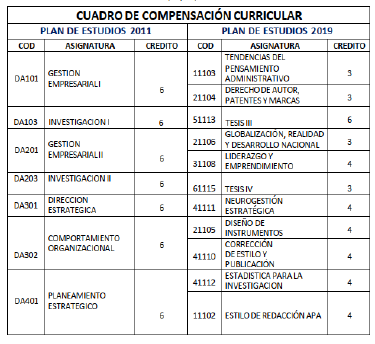 CUADRO DE COMPENSACIÓN CURRICULAR
PLAN DE ESTUDIOS 2011 PLAN DE ESTUDIOS 2019
COD ASIGNATURA CREDITO COD ASIGNATURA CREDITO
DA101 GESTION EMPRESARIAL I 6 11103 TENDENCIAS DEL PENSAMIENTO ADMINISTRATIVO 3
21104 DERECHO DE AUTOR, PATENTES Y MARCAS 3
DA103 INVESTIGACION I 6 51113 TESIS III 6
DA201 GESTION EMPRESARIAL II 6 21106 GLOBALIZACIÓN, REALIDAD Y DESARROLLO NACIONAL 3
31108 LIDERAZGO Y EMPRENDIMIENTO 4
DA203 INVESTIGACION II 6 61115 TESIS IV 3
DA301 DIRECCION ESTRATEGICA 6 41111 NEUROGESTIÓN ESTRATÉGICA 4
DA302 COMPORTAMIENTO ORGANIZACIONAL 6 21105 DISEÑO DE INSTRUMENTOS 4
41110 CORRECCIÓN DE ESTILO Y PUBLICACIÓN 4
DA401 PLANEAMIENTO ESTRATEGICO 6 41112 ESTADISTICA PARA LA INVESTIGACION 4
11102 ESTILO DE REDACCIÓN APA 4